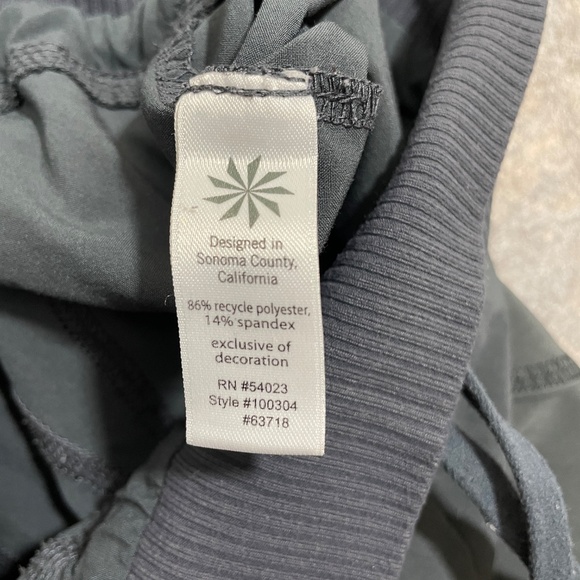 Designed in
Sonoma County,
California
86% recycle polyester,
14% spandex
exclusive of
decoration
RN #54023
Style #100304
#63718